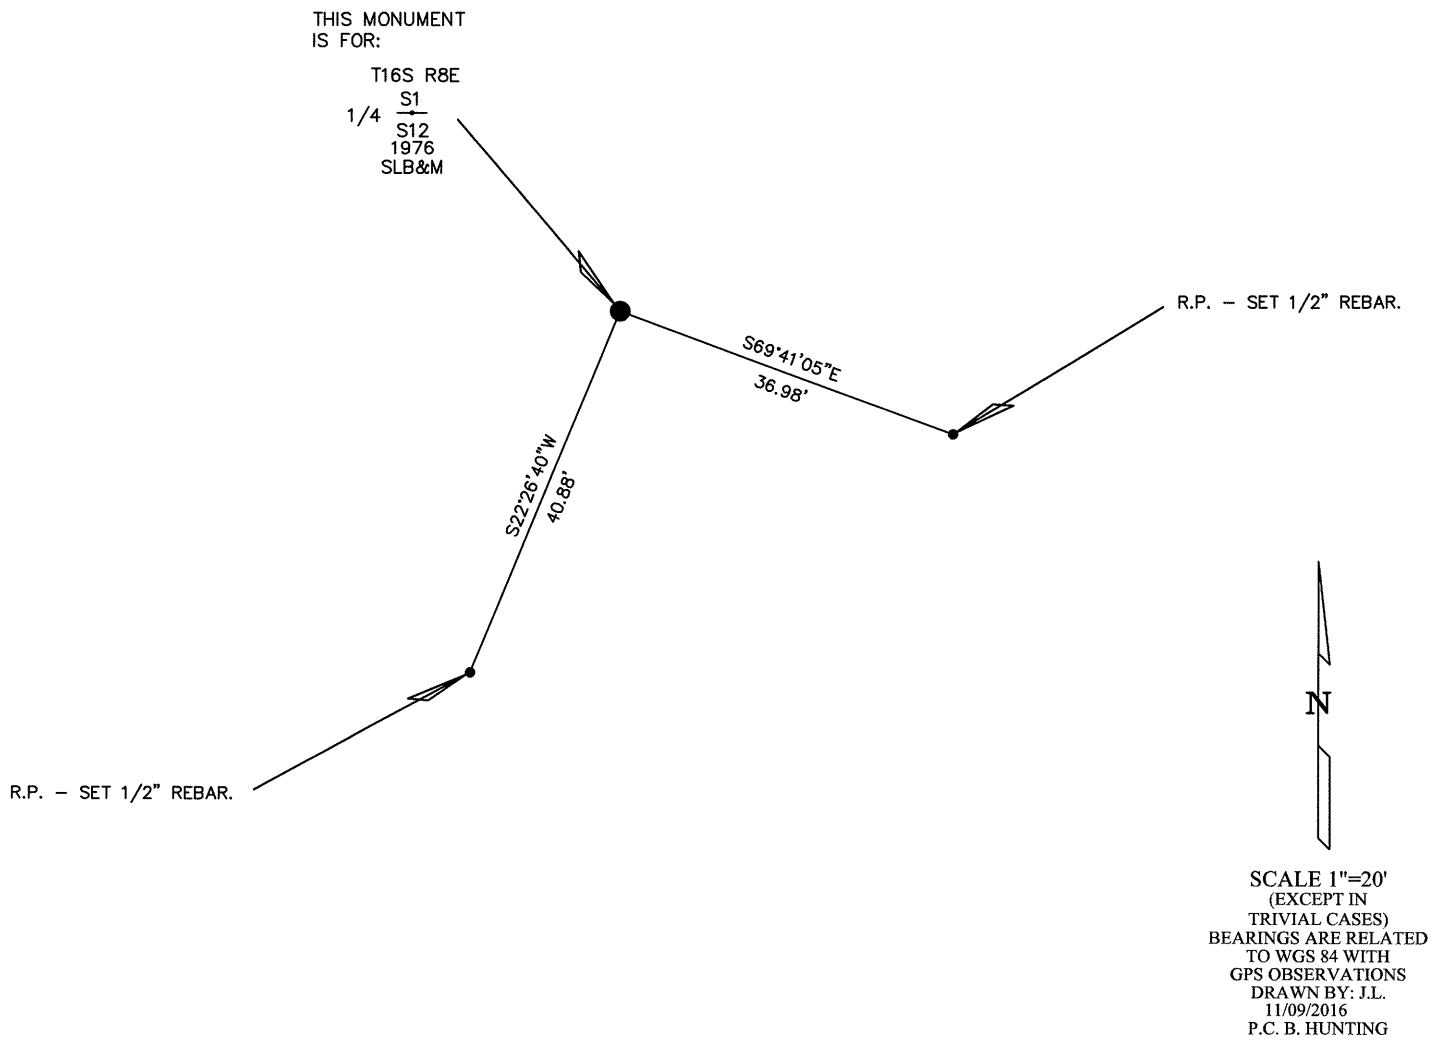 THIS MONUMENT
IS FOR:
T16S R8E
S1
1/4
S12
1976
SLB&M
R.P. – SET 1/2" REBAR.
S69°41'05"E
36.98'
S22°26'40"W
40.88'
R.P. – SET 1/2" REBAR.
N
SCALE 1"=20'
(EXCEPT IN
TRIVIAL CASES)
BEARINGS ARE RELATED
TO WGS 84 WITH
GPS OBSERVATIONS
DRAWN BY: J.L.
11/09/2016
P.C. B. HUNTING